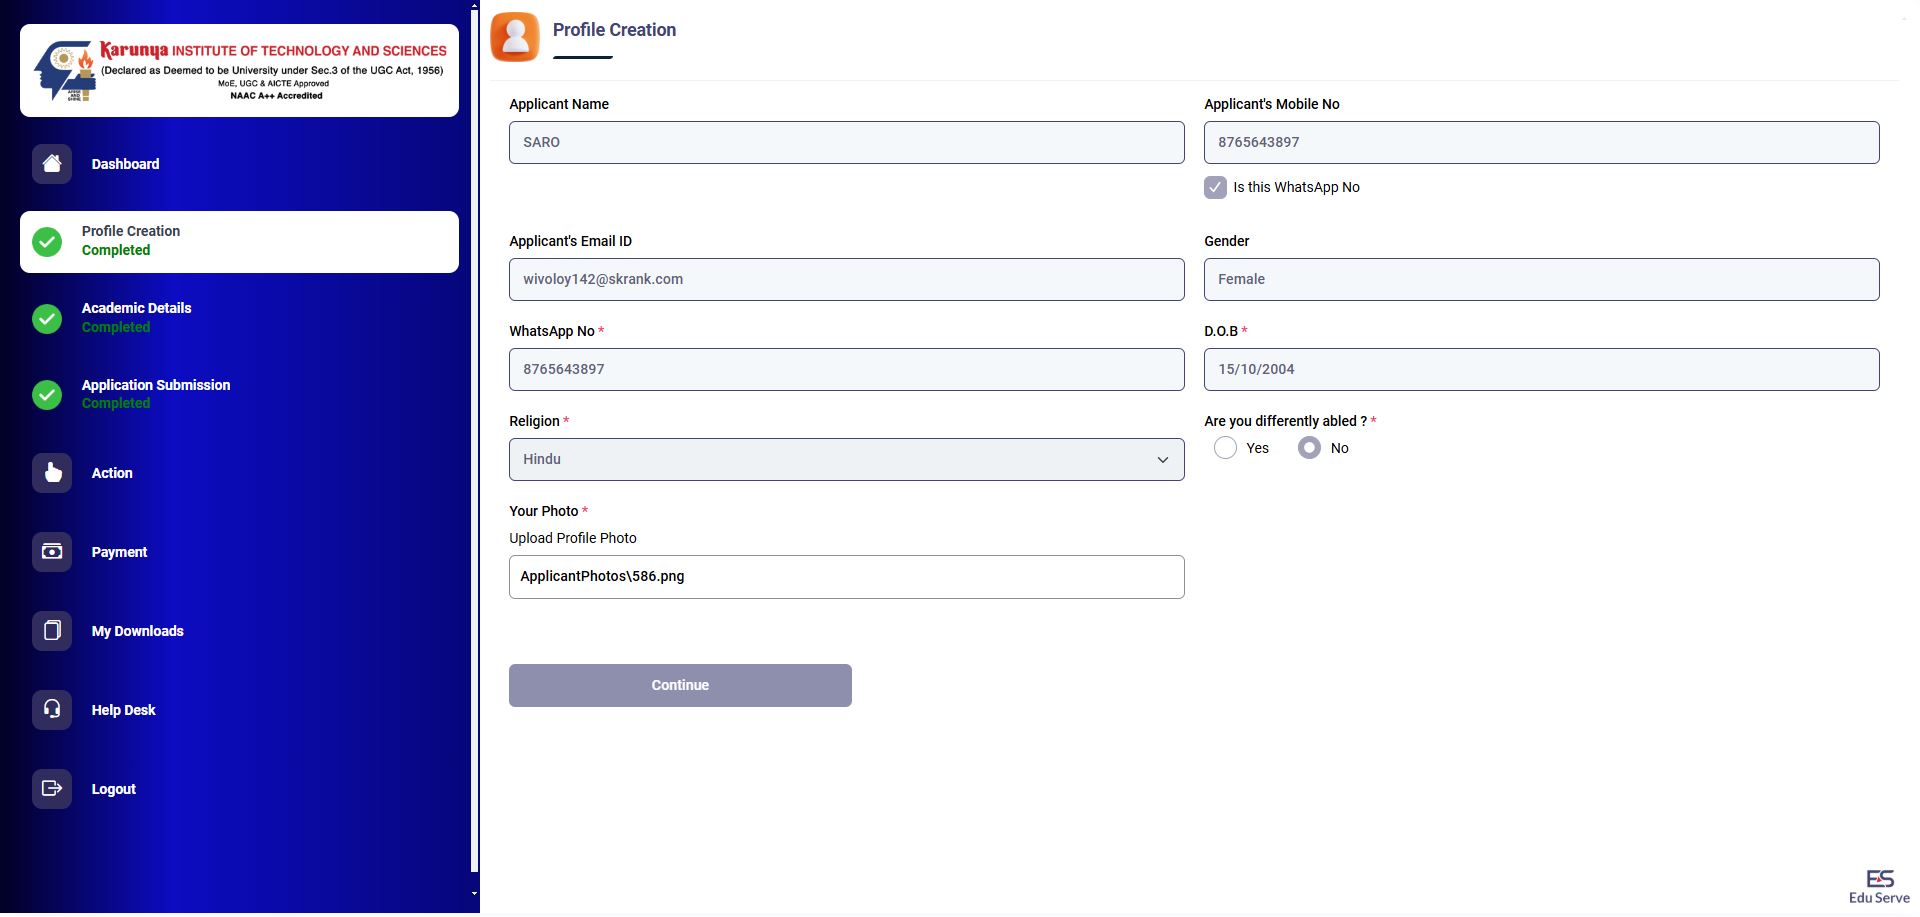 Karunya INSTITUTE OF TECHNOLOGY AND SCIENCES
(Declared as Deemed to be University under Sec.3 of the UGC Act, 1956)
MoE, UGC & AICTE Approved
NAAC A++ Accredited
ARISE AND SHINE
Dashboard
Profile Creation
Completed
Academic Details
Completed
Application Submission
Completed
Action
Payment
My Downloads
Help Desk
Logout
Profile Creation
Applicant Name
SARO
Applicant's Mobile No
8765643897
Is this WhatsApp No
Applicant's Email ID
wivoloy142@skrank.com
Gender
Female
WhatsApp No *
8765643897
D.O.B *
15/10/2004
Religion *
Hindu
Are you differently abled ? *
Yes
No
Your Photo *
Upload Profile Photo
ApplicantPhotos\586.png
Continue
ES
Edu Serve